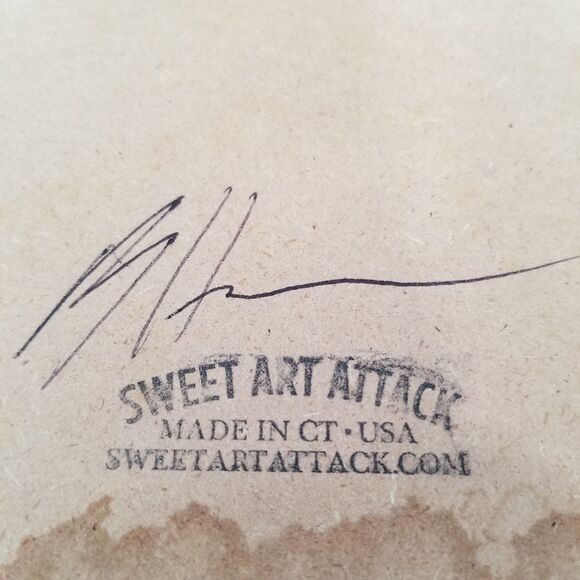 SWEET ART ATTACK
MADE IN CT • USA
SWEETARTATTACK.COM